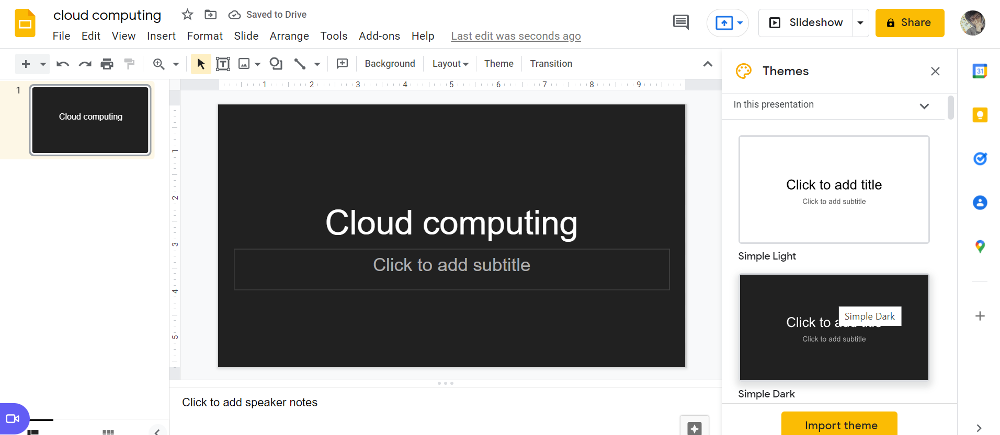 cloud computing
Saved to Drive
File Edit View Insert Format Slide Arrange Tools Add-ons Help Last edit was seconds ago
Slideshow
Share
Background Layout Theme Transition
Themes
31
1 2 3 4 5 6 7 8 9
1
Cloud computing
1
2
3
4
5
Cloud computing
Click to add subtitle
Click to add speaker notes
In this presentation
Click to add title
Click to add subtitle
Simple Light
Click to add title
Simple Dark
Click to add subtitle
Simple Dark
Import theme